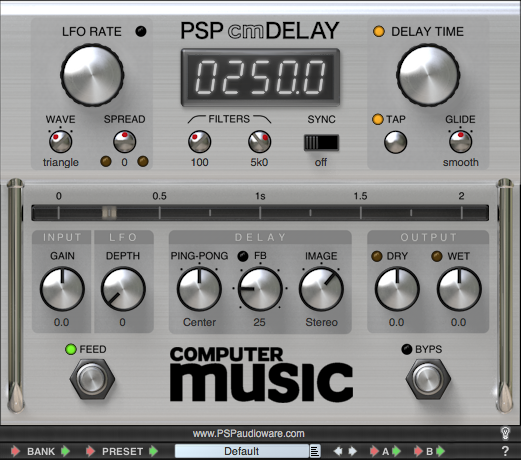 LFO RATE PSP cmDELAY DELAY TIME
0250.0
WAVE SPREAD FILTERS SYNC TAP GLIDE
triangle 0 100 5k0 off smooth
0 0.5 1s 1.5 2
INPUT LFO DELAY OUTPUT
GAIN DEPTH PING-PONG FB IMAGE DRY WET
0.0 0 Center 25 Stereo 0.0 0.0
FEED BYPS
COMPUTER
MUSIC
www.PSPaudioware.com
BANK PRESET Default A B ?